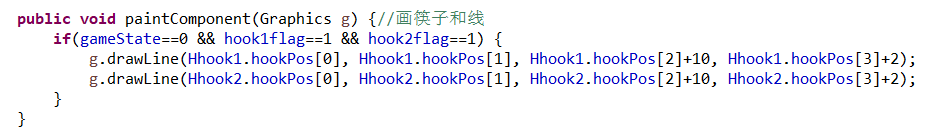 public void paintComponent(Graphics g) {//画筷子和线
if(gameState==0 && hook1flag==1 && hook2flag==1) {
g.drawLine(Hhook1.hookPos[0], Hhook1.hookPos[1], Hhook1.hookPos[2]+10, Hhook1.hookPos[3]+2);
g.drawLine(Hhook2.hookPos[0], Hhook2.hookPos[1], Hhook2.hookPos[2]+10, Hhook2.hookPos[3]+2);
}
}